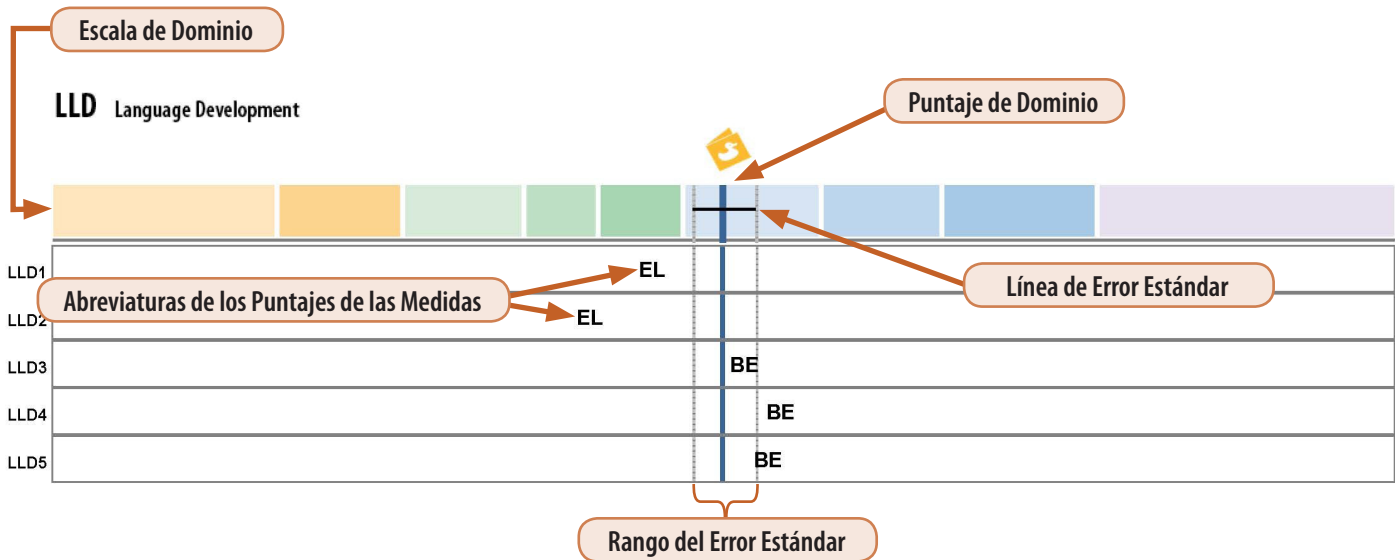 Escala de Dominio
LLD Language Development
Puntaje de Dominio
LLD1
EL
Línea de Error Estándar
Abreviaturas de los Puntajes de las Medidas
LLD2
EL
LLD3
BE
LLD4
BE
LLD5
BE
Rango del Error Estándar